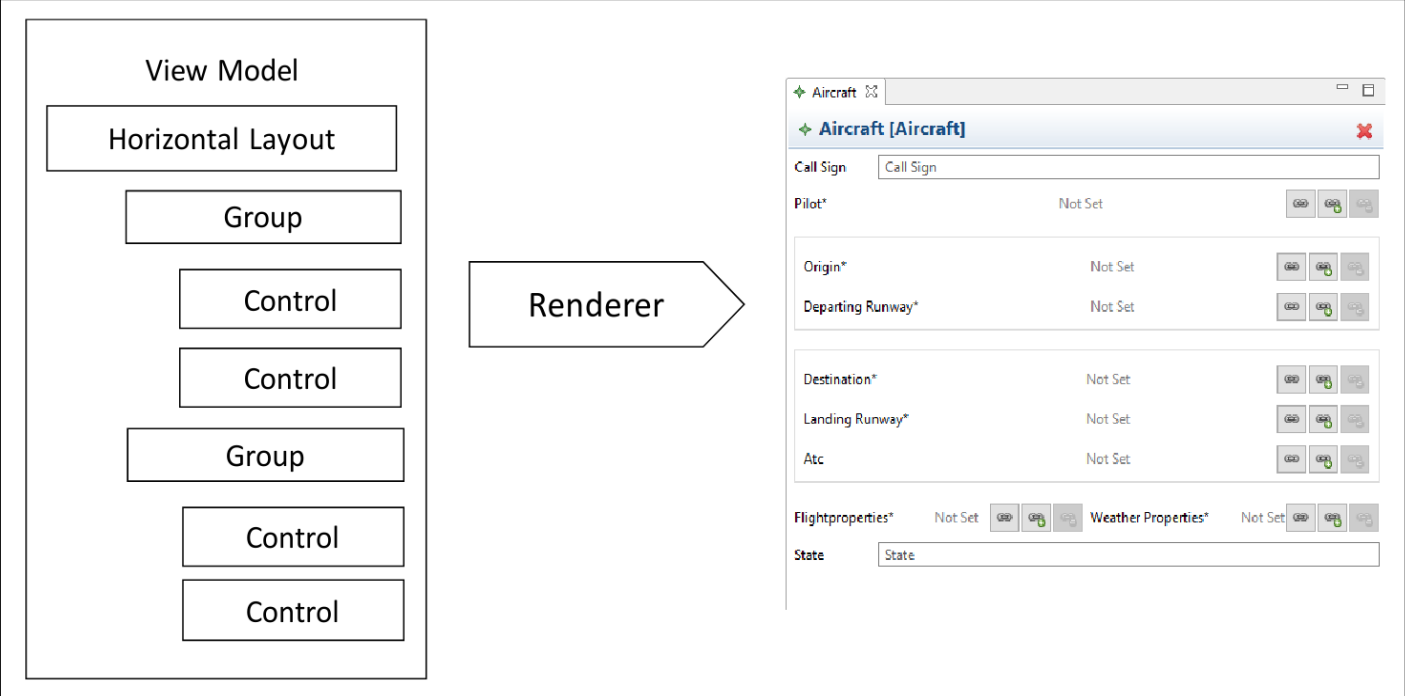 View Model
Horizontal Layout
Group
Control
Control
Group
Control
Control
Renderer
Aircraft
Aircraft [Aircraft]
Call Sign Call Sign
Pilot* Not Set
Origin* Not Set
Departing Runway* Not Set
Destination* Not Set
Landing Runway* Not Set
Atc Not Set
Flightproperties* Not Set Weather Properties* Not Set
State State